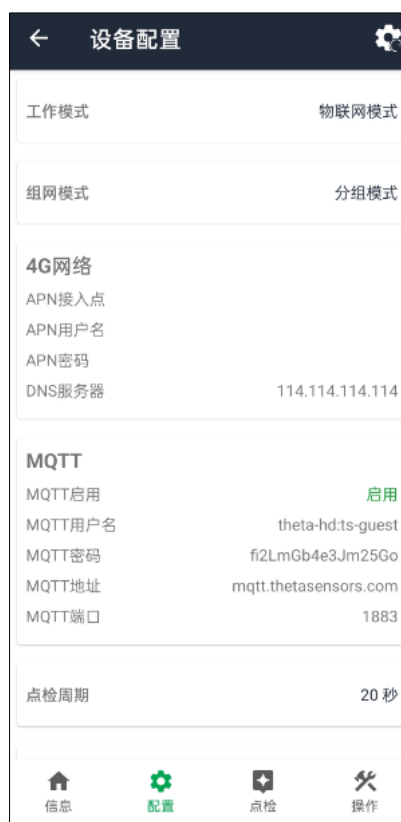 设备配置
工作模式 物联网模式
组网模式 分组模式
4G网络
APN接入点
APN用户名
APN密码
DNS服务器 114.114.114.114
MQTT
MQTT启用 启用
MQTT用户名 theta-hd:ts-guest
MQTT密码 fi2LmGb4e3Jm25Go
MQTT地址 mqtt.thetasensors.com
MQTT端口 1883
点检周期 20 秒
信息 配置 点检 操作